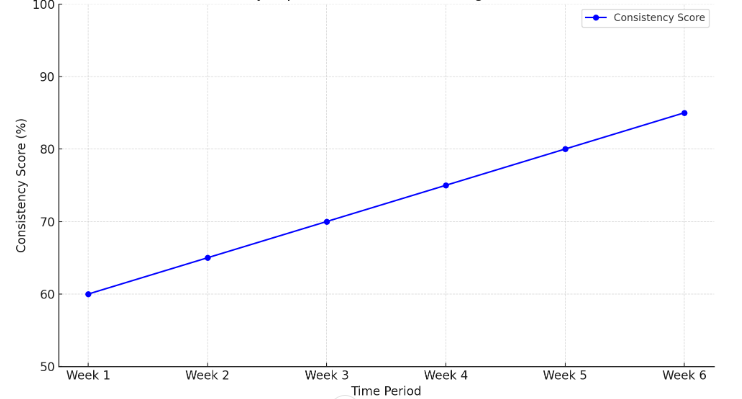 100
Consistency Score
90
80
70
60
50
Consistency Score (%)
Week 1 Week 2 Week 3 Week 4 Week 5 Week 6
Time Period